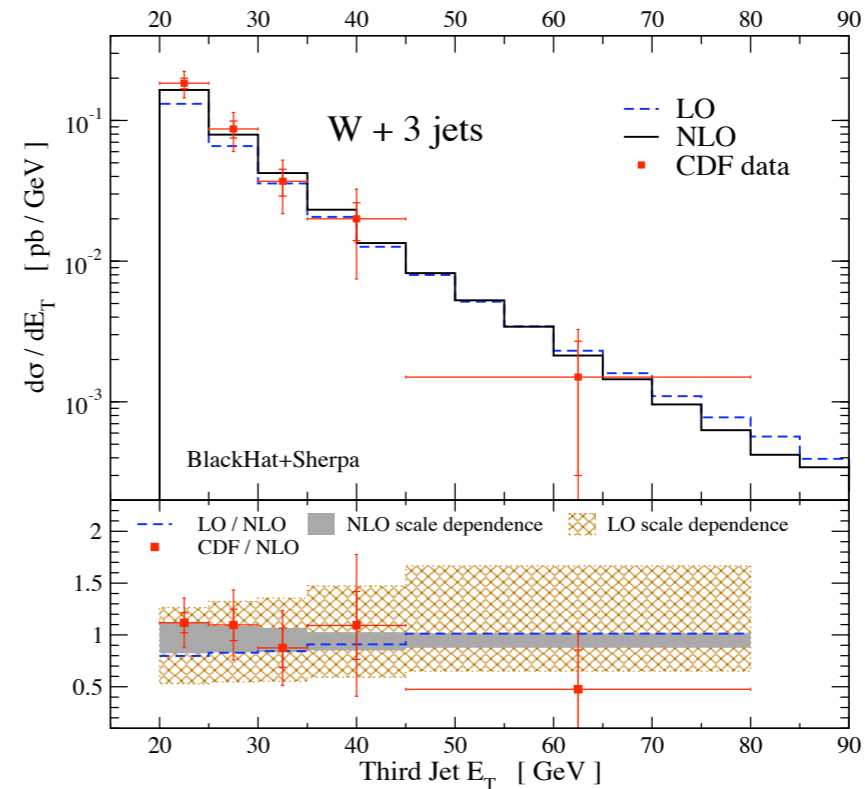 20 30 40 50 60 70 80 90
W + 3 jets
LO
NLO
CDF data
10^-1
10^-2
10^-3
dσ / dE_T [ pb / GeV ]
BlackHat+Sherpa
LO / NLO
CDF / NLO
NLO scale dependence
LO scale dependence
2
1.5
1
0.5
20 30 40 50 60 70 80 90
Third Jet E_T [ GeV ]